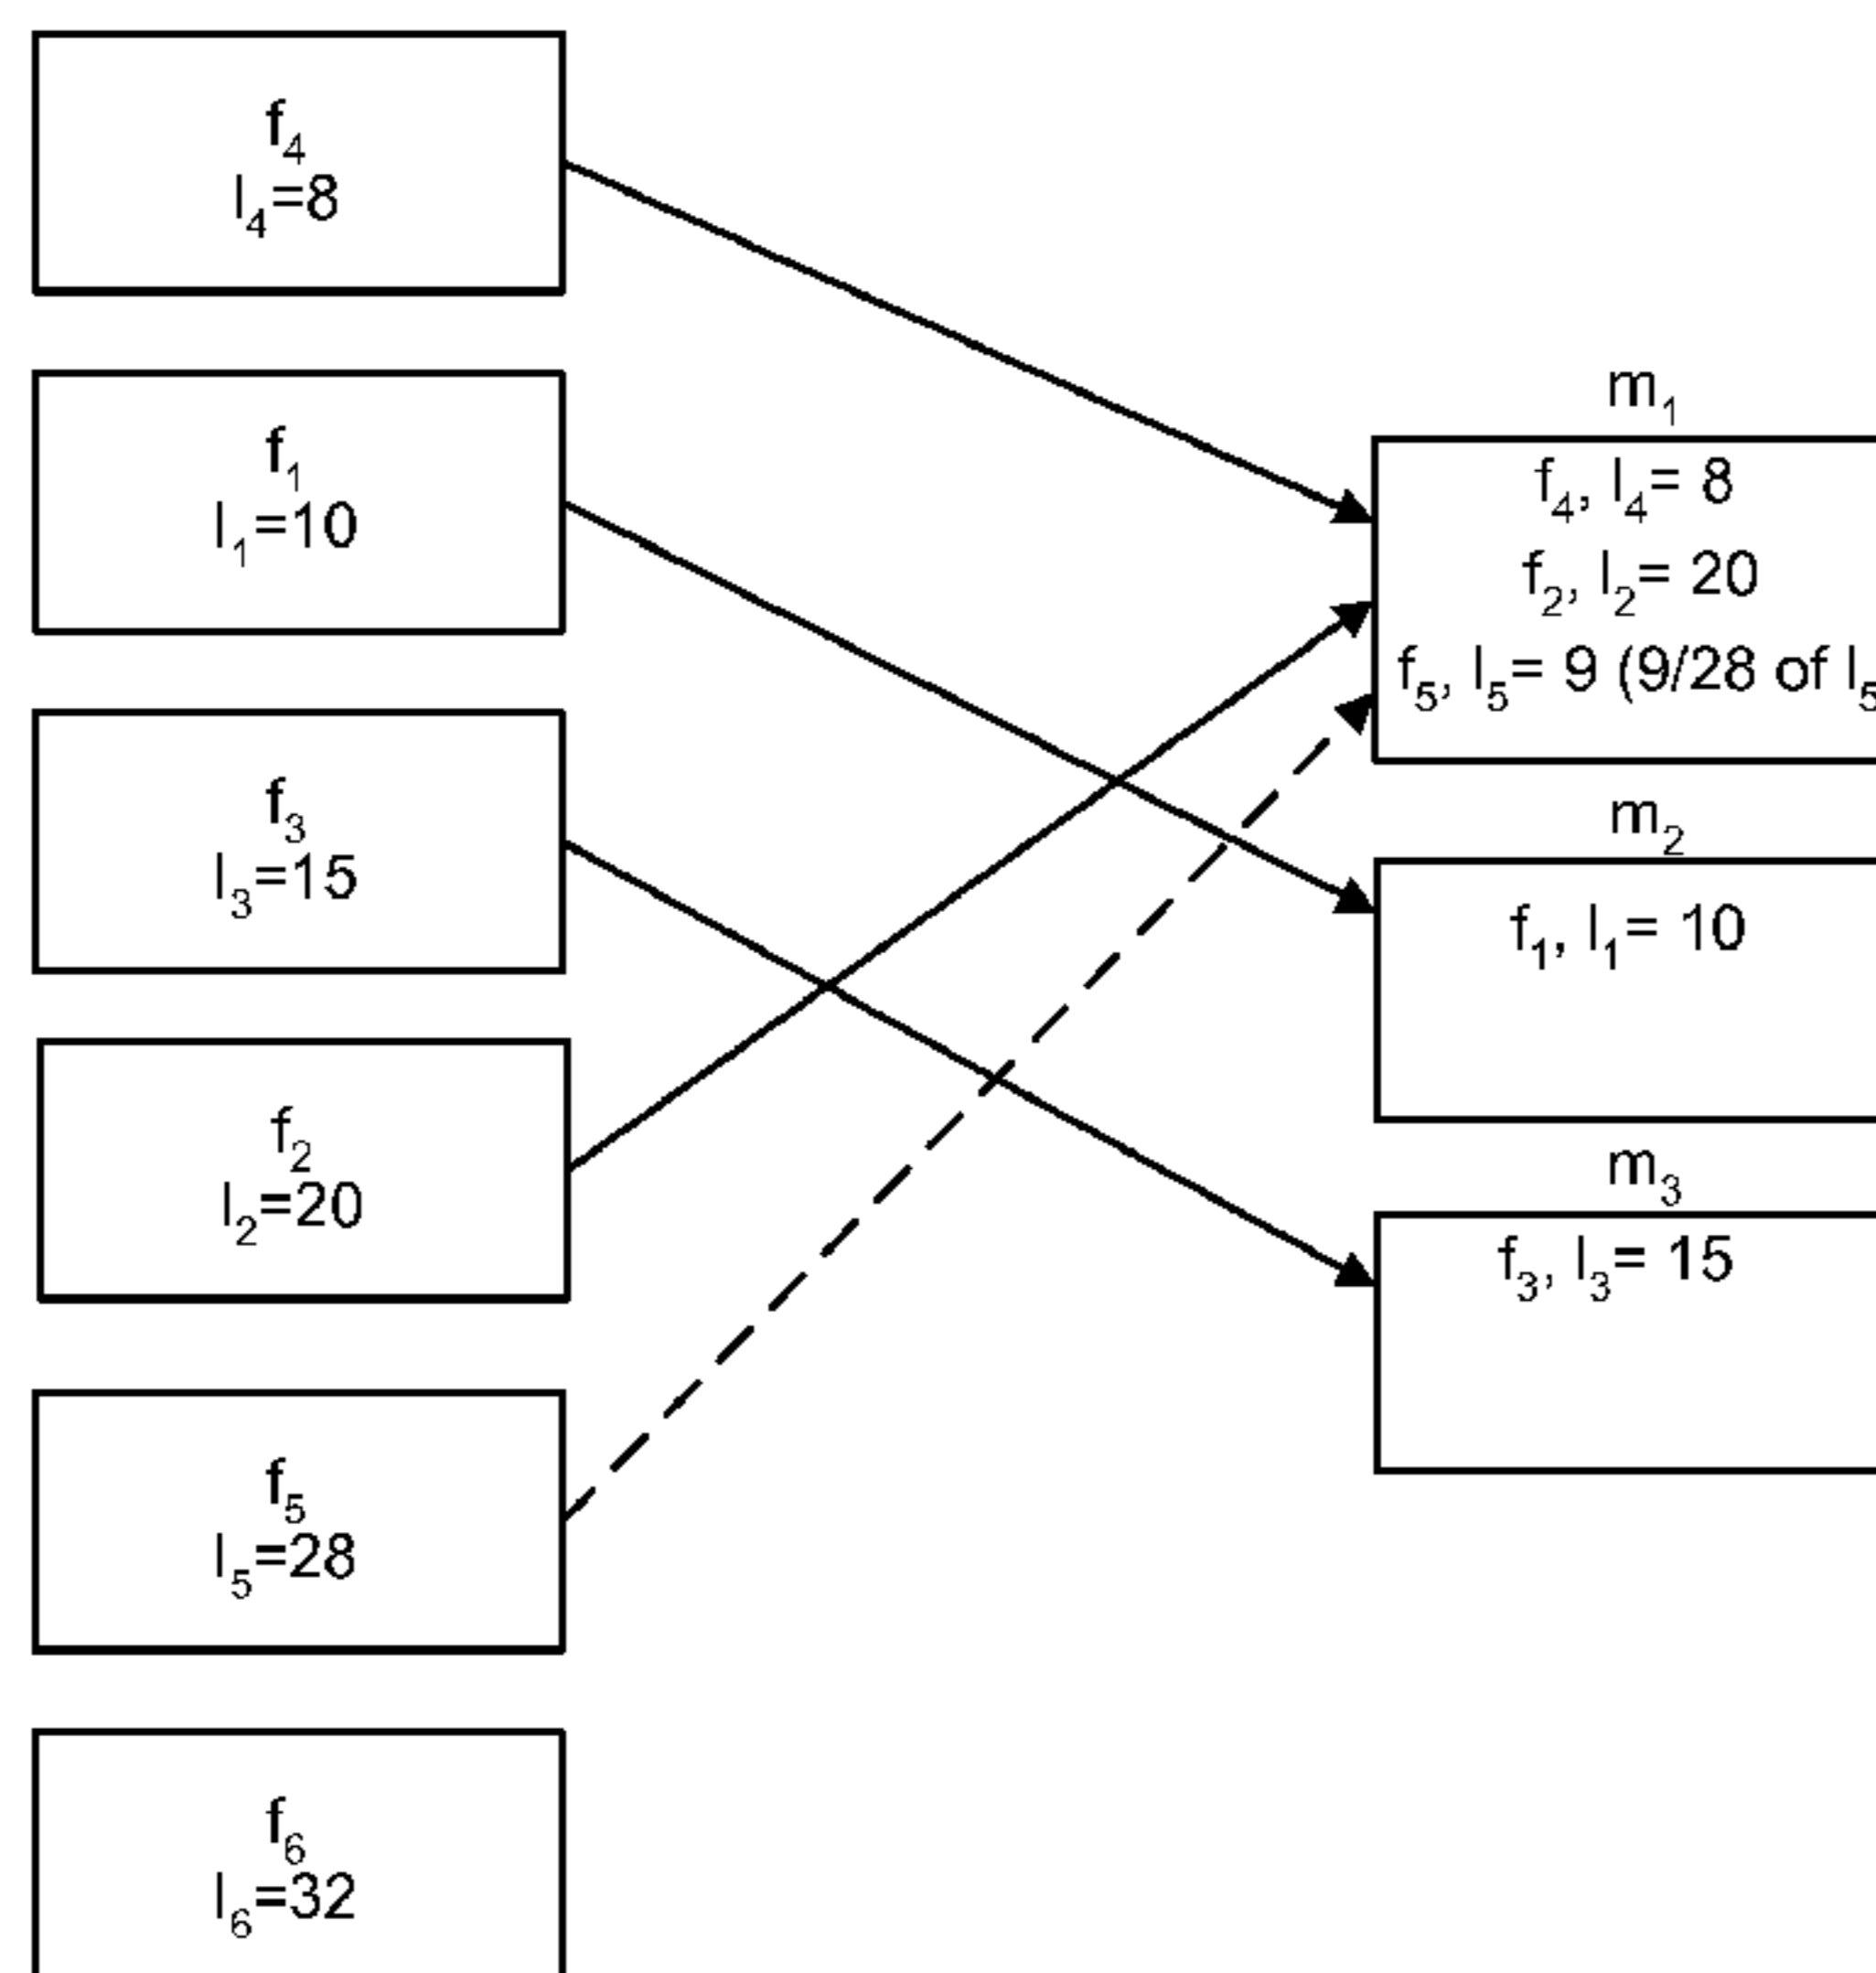 f₄
l₄=8
f₁
l₁=10
f₃
l₃=15
f₂
l₂=20
f₅
l₅=28
f₆
l₆=32
m₁
f₄, l₄= 8
f₂, l₂= 20
f₅, l₅= 9 (9/28 of l₅
m₂
f₁, l₁= 10
m₃
f₃, l₃= 15